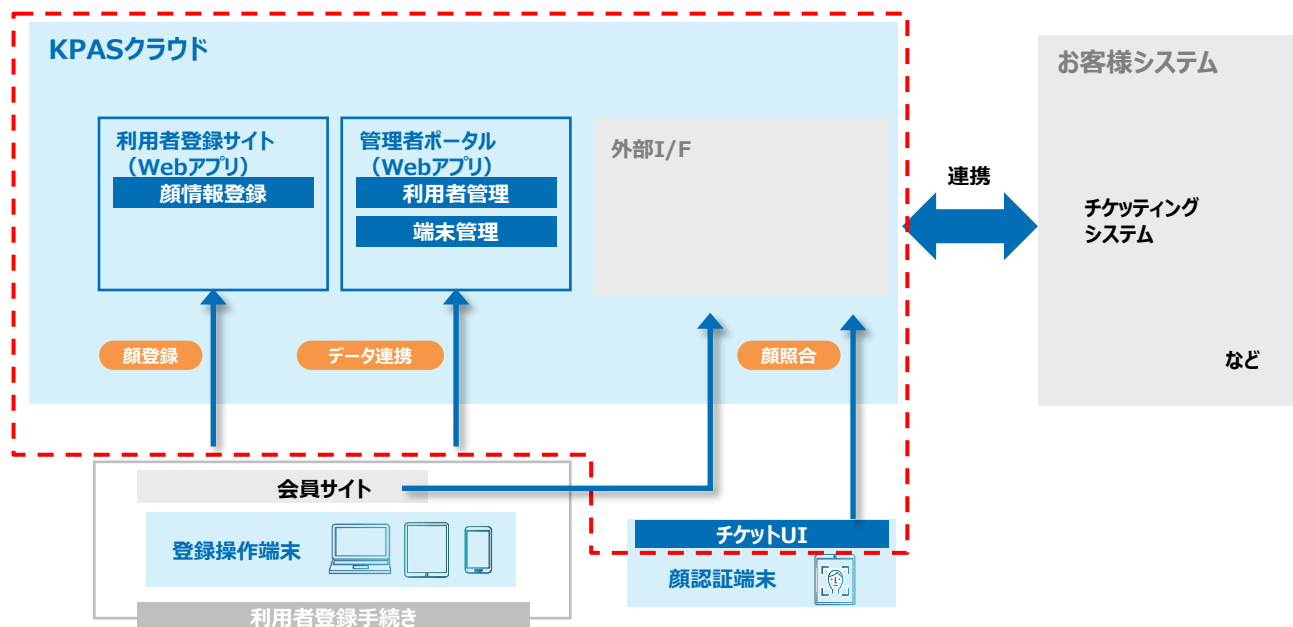 KPASクラウド
お客様システム
利用者登録サイト
（Webアプリ）
顔情報登録
管理者ポータル
（Webアプリ）
利用者管理
端末管理
外部I/F
連携
チケッティング
システム
など
顔登録
データ連携
顔照合
会員サイト
登録操作端末
利用者登録手続き
チケットUI
顔認証端末